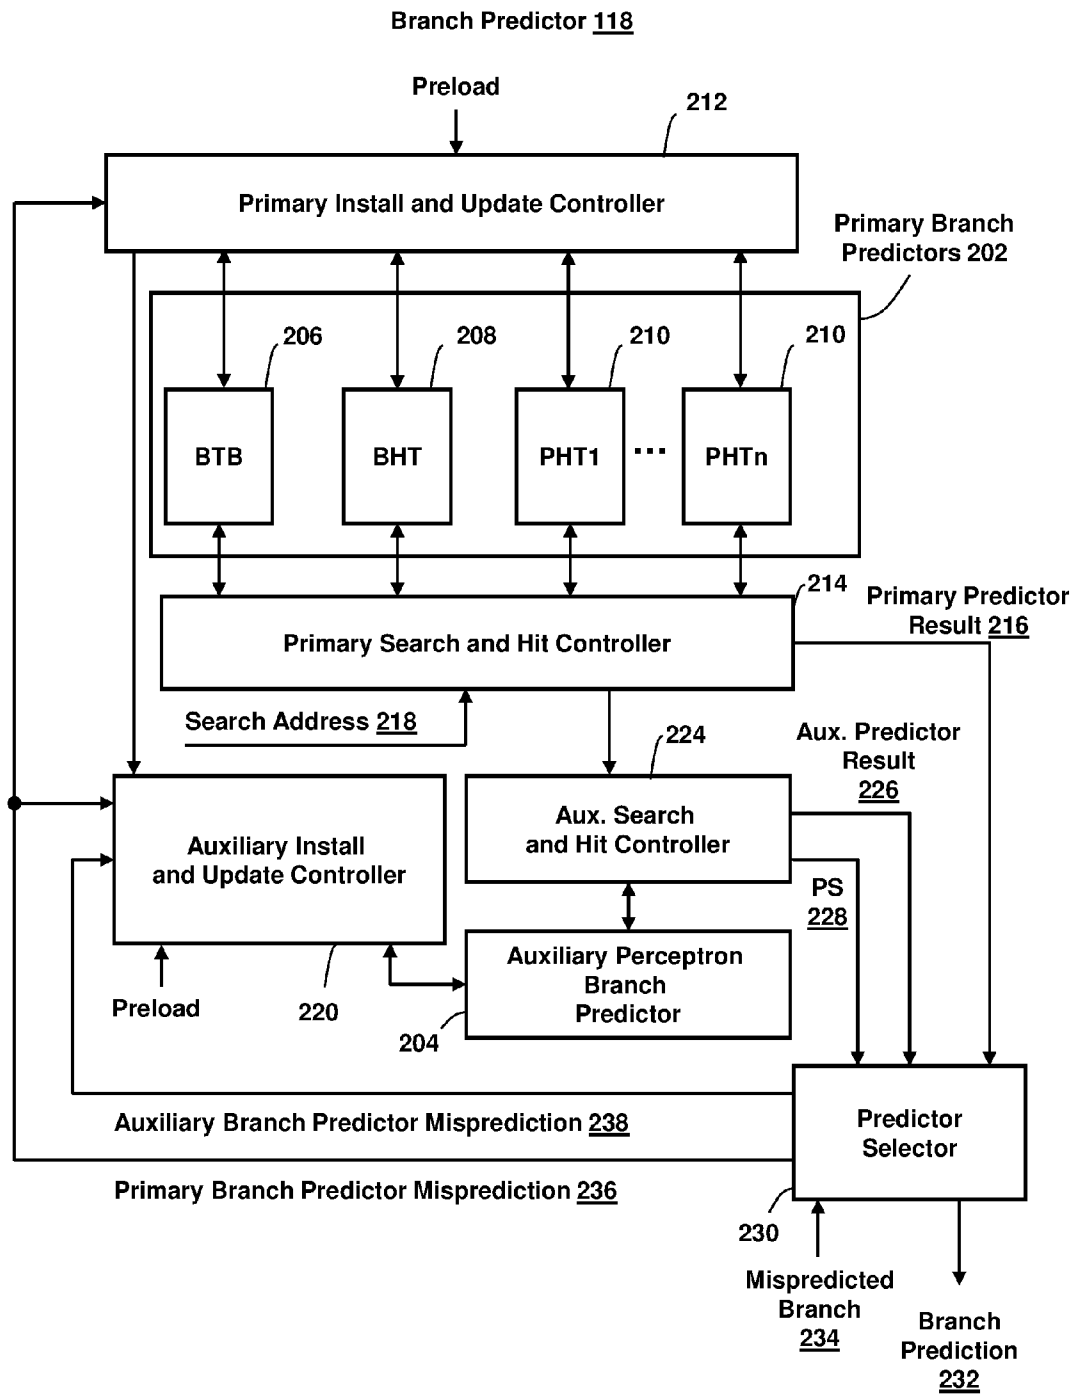 Branch Predictor 118
Preload
212
Primary Install and Update Controller
Primary Branch
Predictors 202
206
208
210
210
BTB
BHT
PHT1
...
PHTn
214
Primary Predictor
Result 216
Primary Search and Hit Controller
Search Address 218
224
Aux. Predictor
Result
226
Aux. Search
and Hit Controller
Auxiliary Install
and Update Controller
PS
228
Auxiliary Perceptron
Branch
Predictor
Preload
220
204
Auxiliary Branch Predictor Misprediction 238
Predictor
Selector
Primary Branch Predictor Misprediction 236
230
Mispredicted
Branch
234
Branch
Prediction
232